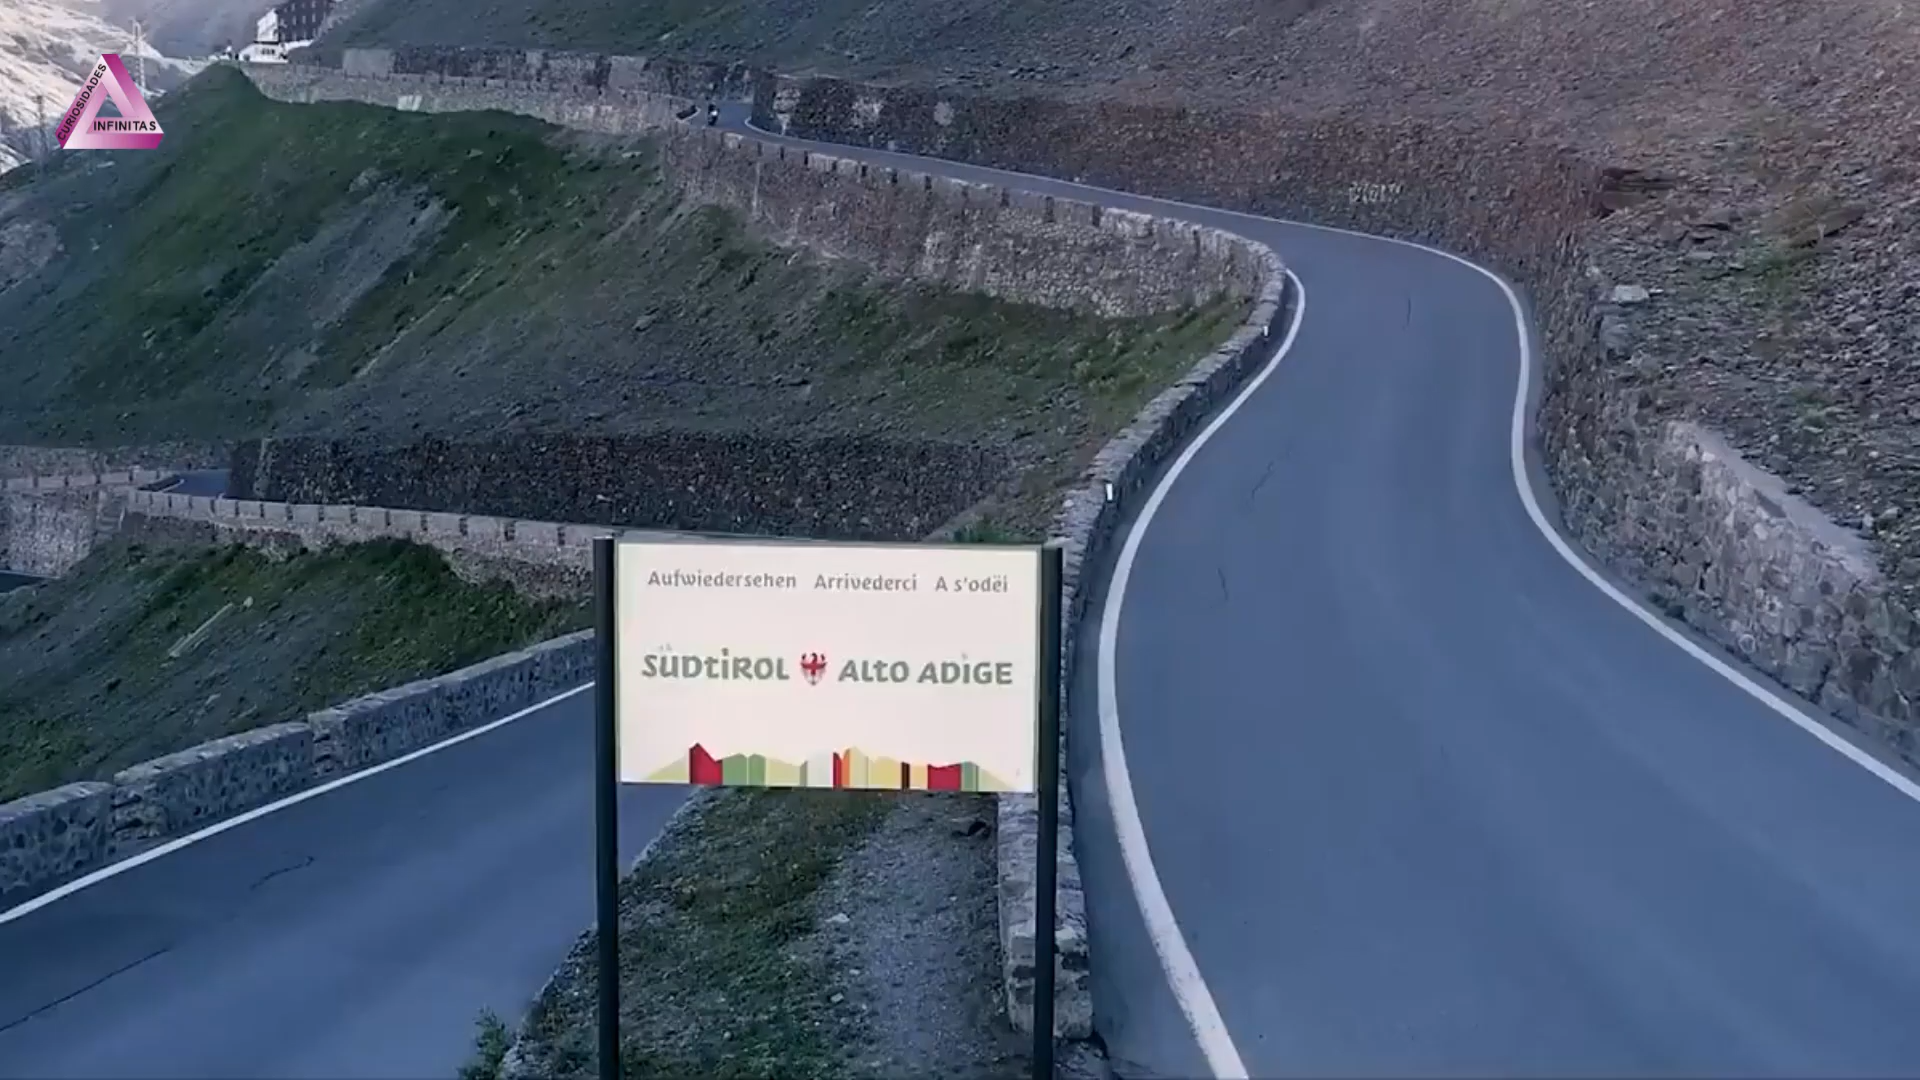 CURIOSIDADES
INFINITAS
Aufwiedersehen Arrivederci A s'odëi
SÜDTIROL ALTO ADIGE